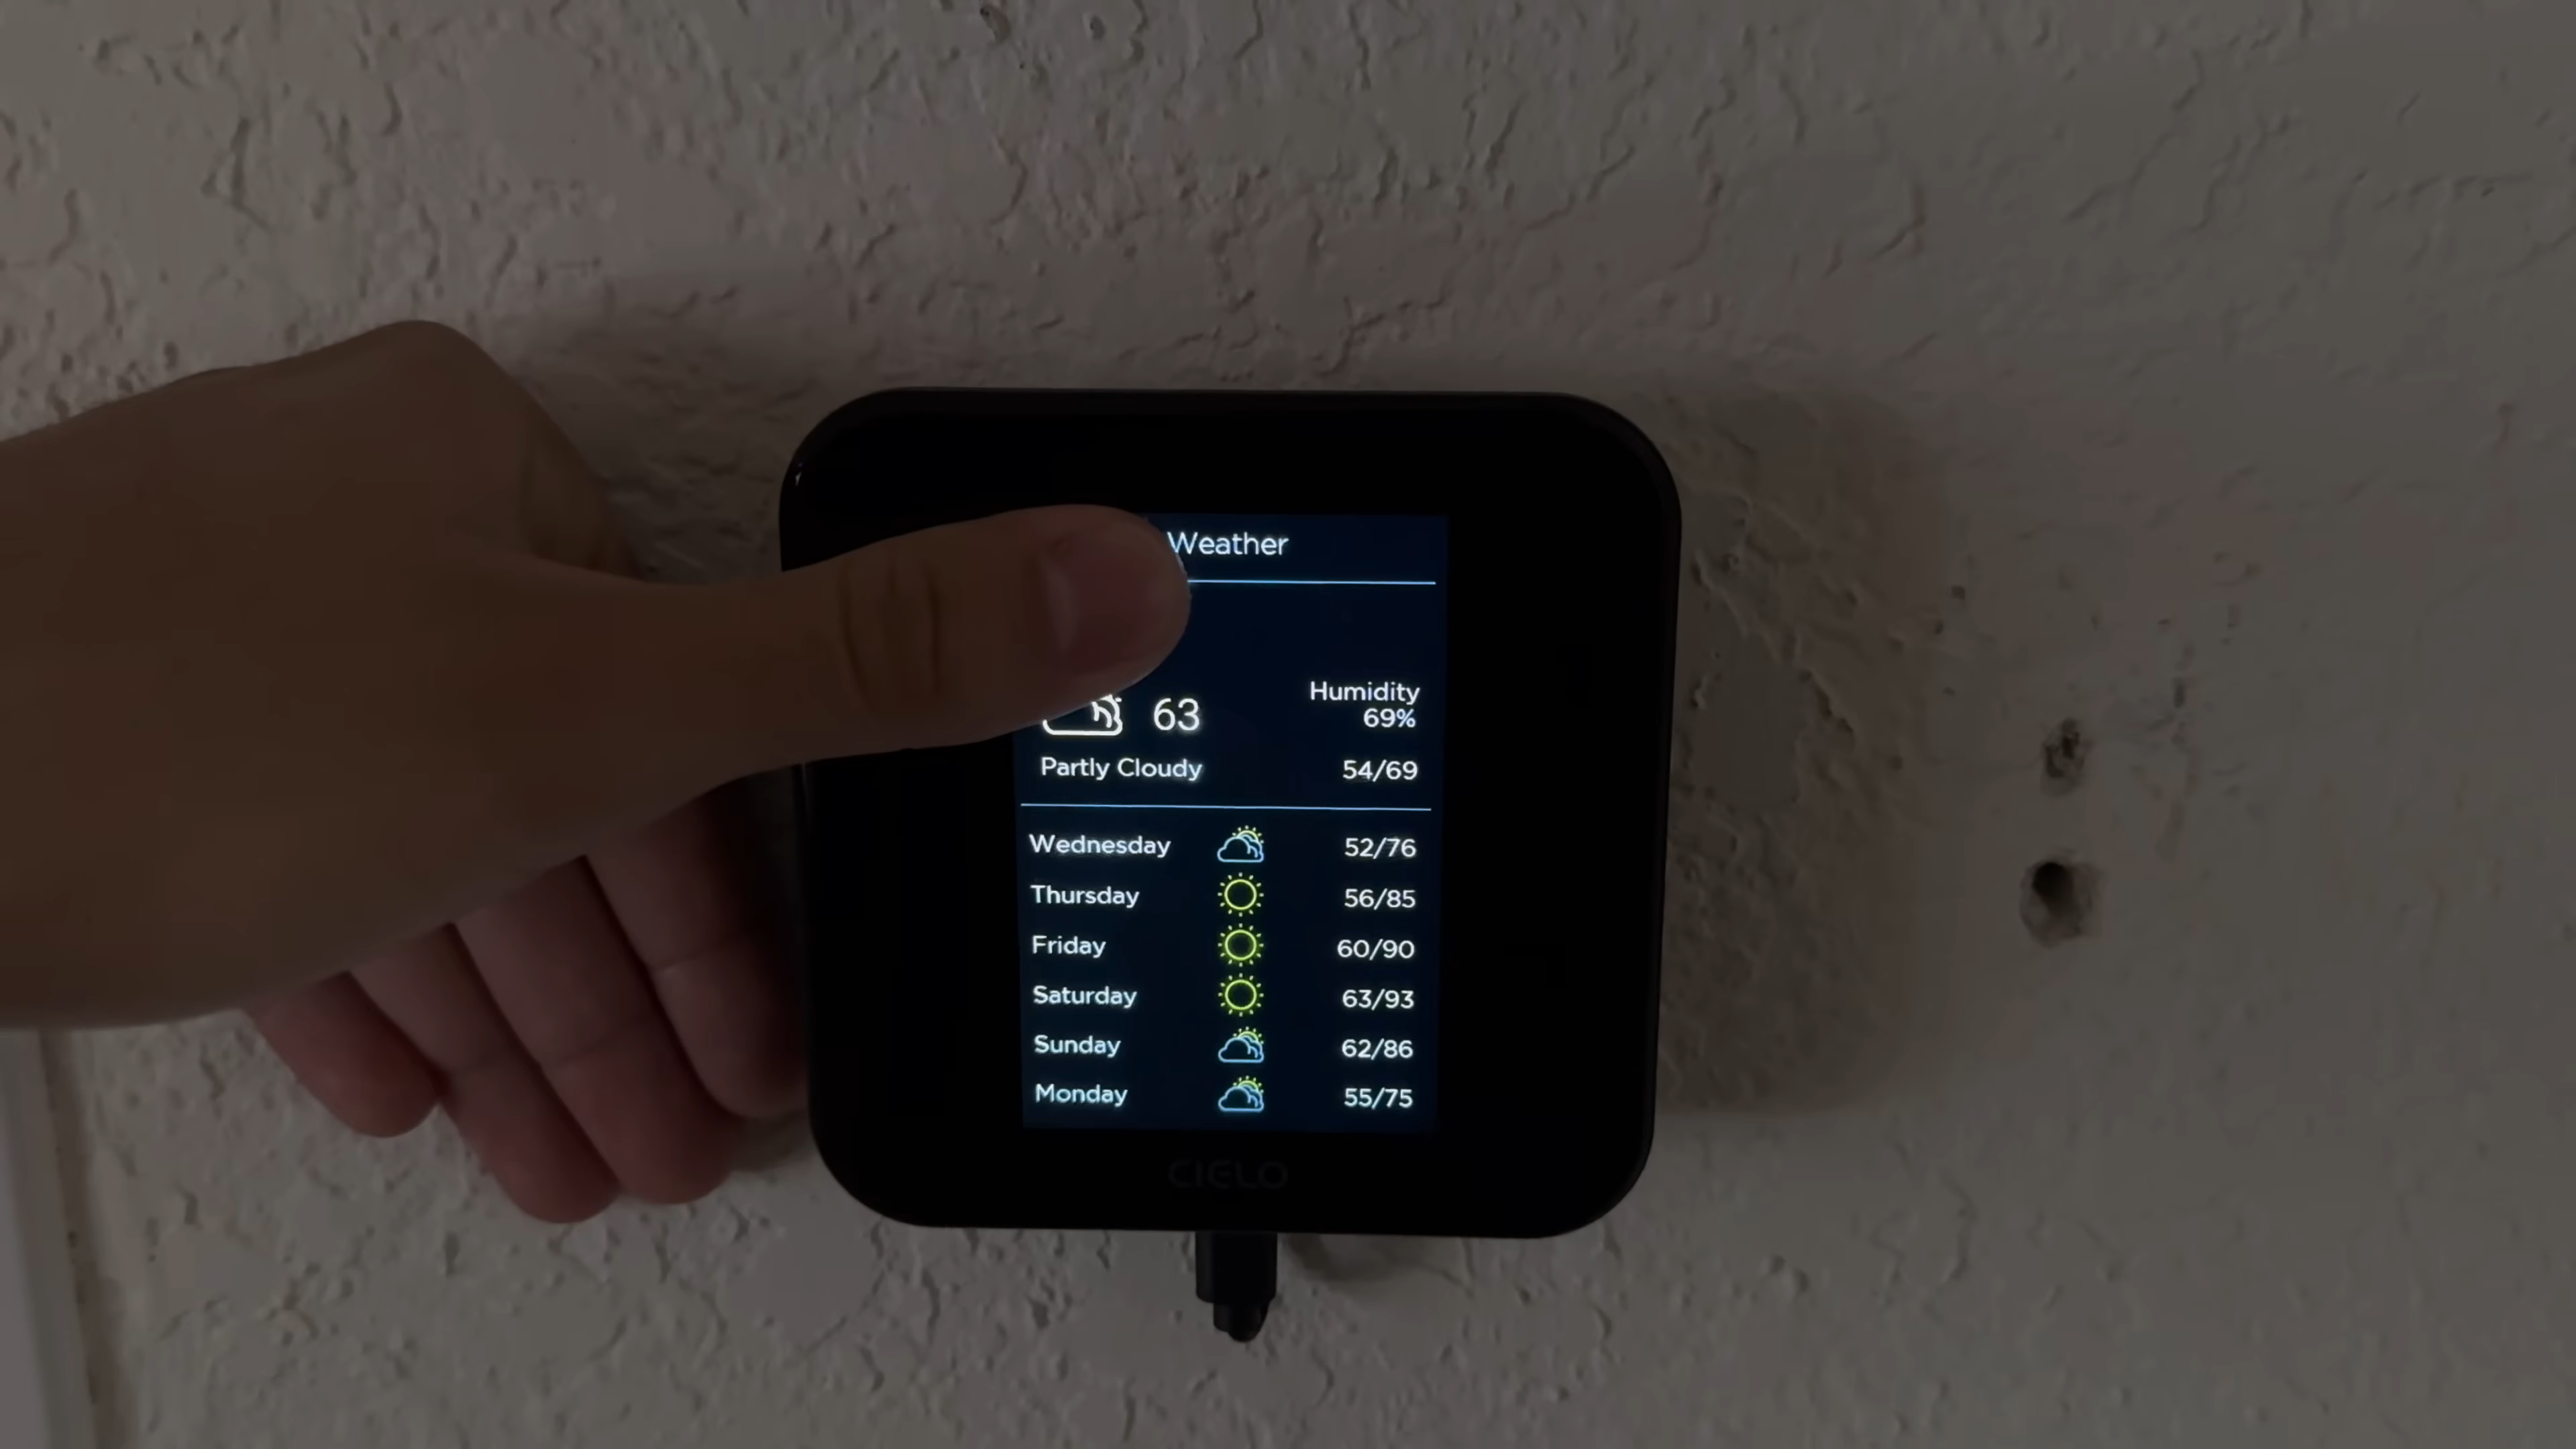 Weather
63
Humidity
69%
Partly Cloudy 54/69
Wednesday 52/76
Thursday 56/85
Friday 60/90
Saturday 63/93
Sunday 62/86
Monday 55/75
CIELO